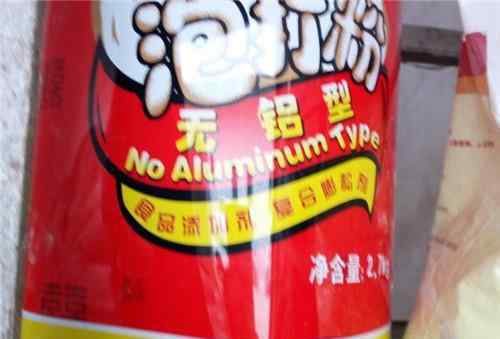 泡打粉
无铝型
No Aluminum Type
食品添加剂 复合膨松剂
净含量: 2.7kg